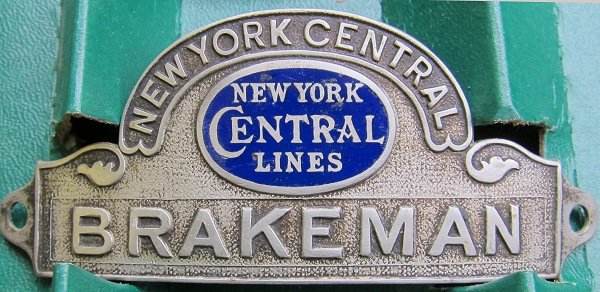 NEW YORK CENTRAL
NEW YORK
CENTRAL
LINES
BRAKEMAN